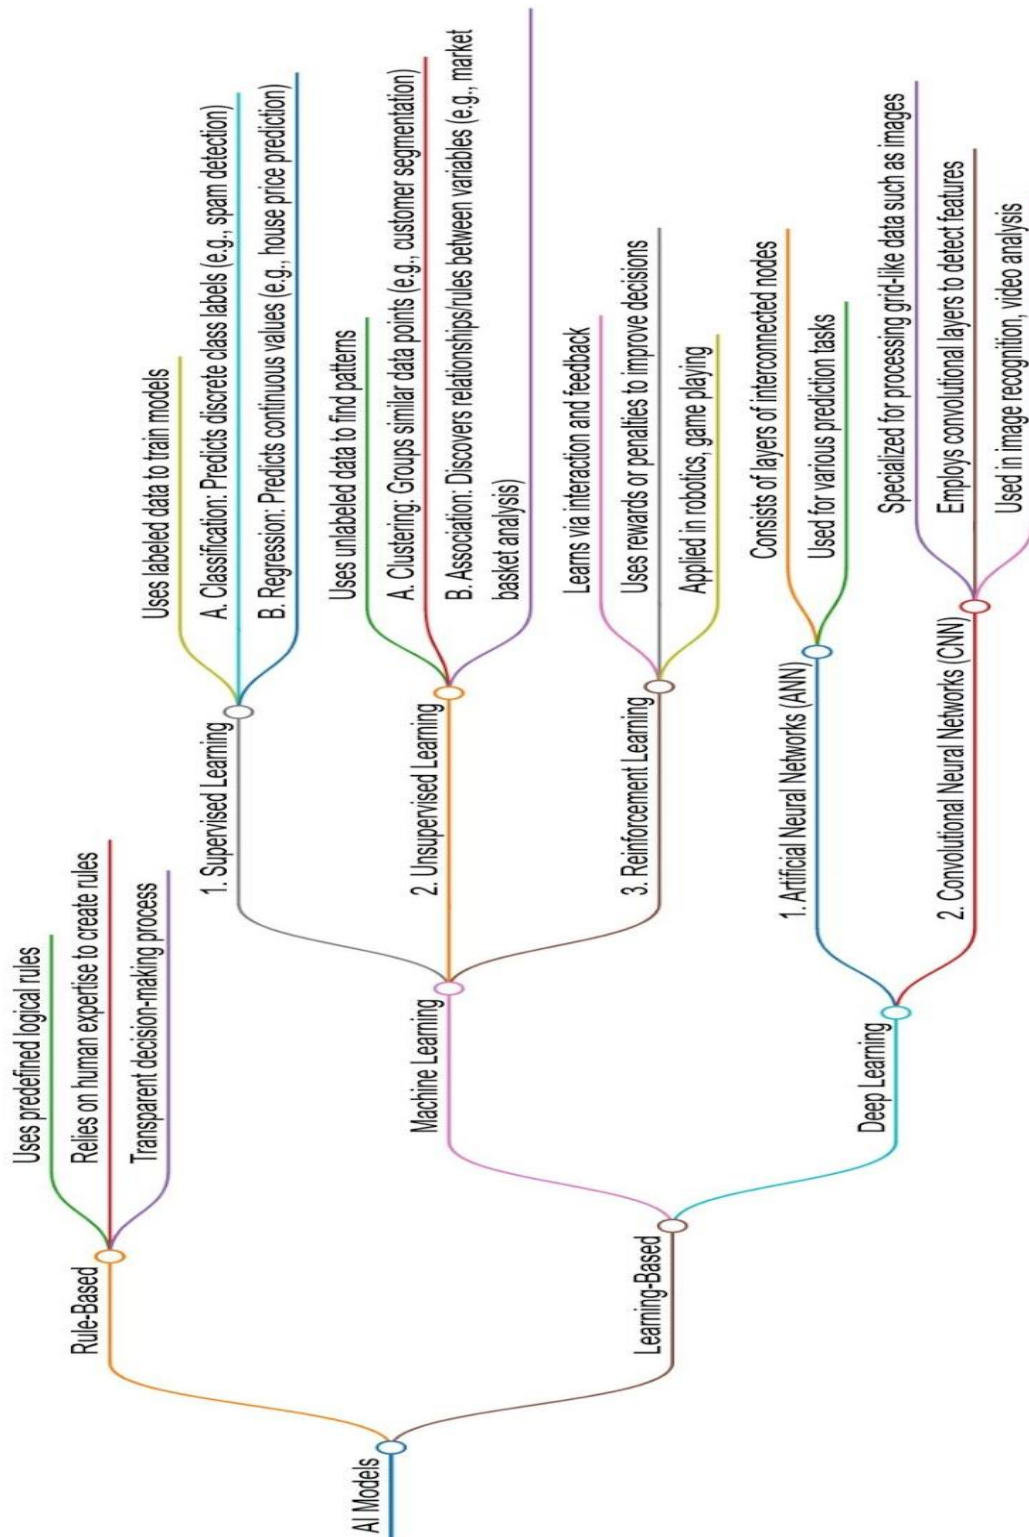 AI Models
Rule-Based
Uses predefined logical rules
Relies on human expertise to create rules
Transparent decision-making process
Learning-Based
Machine Learning
1. Supervised Learning
Uses labeled data to train models
A. Classification: Predicts discrete class labels (e.g., spam detection)
B. Regression: Predicts continuous values (e.g., house price prediction)
2. Unsupervised Learning
Uses unlabeled data to find patterns
A. Clustering: Groups similar data points (e.g., customer segmentation)
B. Association: Discovers relationships/rules between variables (e.g., market
basket analysis)
3. Reinforcement Learning
Learns via interaction and feedback
Uses rewards or penalties to improve decisions
Applied in robotics, game playing
Deep Learning
1. Artificial Neural Networks (ANN)
Consists of layers of interconnected nodes
Used for various prediction tasks
2. Convolutional Neural Networks (CNN)
Specialized for processing grid-like data such as images
Employs convolutional layers to detect features
Used in image recognition, video analysis